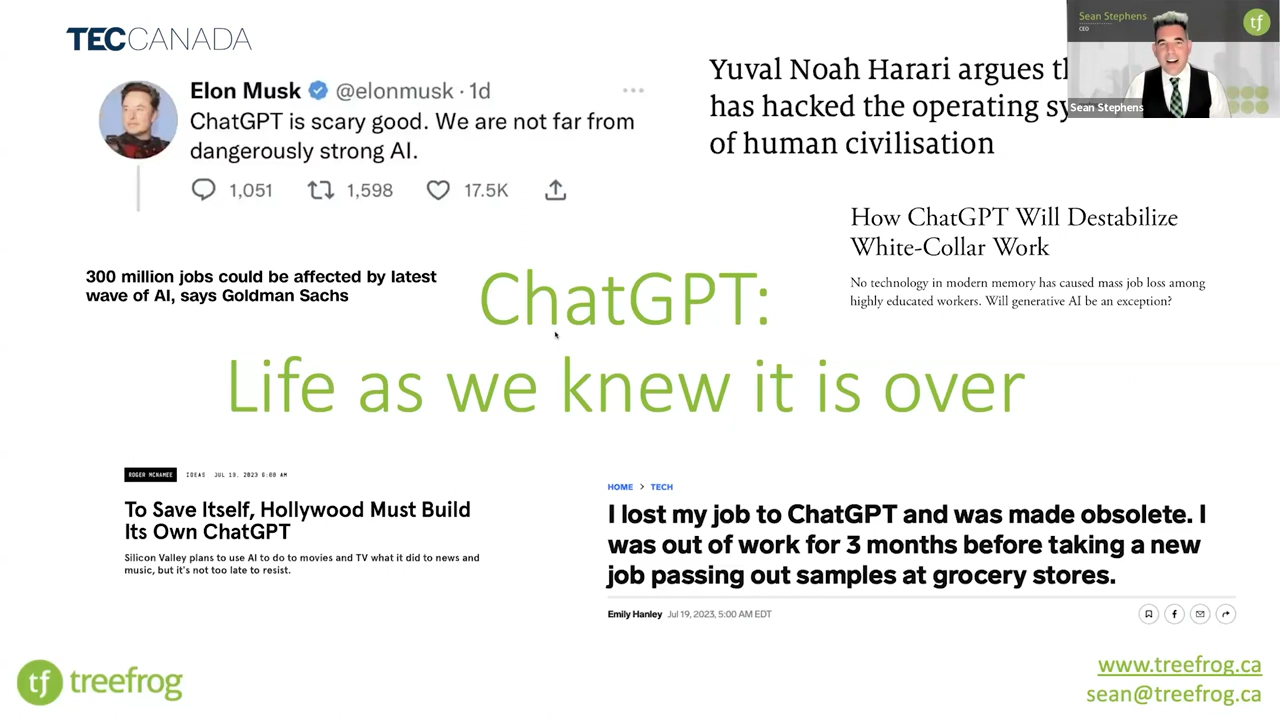 TECCANADA
Elon Musk @elonmusk · 1d
ChatGPT is scary good. We are not far from
dangerously strong AI.
1,051 1,598 17.5K
Yuval Noah Harari argues
has hacked the operating
of human civilisation
Sean Stephens
CEO
tf
Sean Stephens
How ChatGPT Will Destabilize
White-Collar Work
No technology in modern memory has caused mass job loss among
highly educated workers. Will generative AI be an exception?
300 million jobs could be affected by latest
wave of AI, says Goldman Sachs
ChatGPT:
Life as we knew it is over
ROGER MCNAMEE IDEAS JUL 13, 2023 6:00 AM
To Save Itself, Hollywood Must Build
Its Own ChatGPT
Silicon Valley plans to use AI to do to movies and TV what it did to news and
music, but it's not too late to resist.
HOME > TECH
I lost my job to ChatGPT and was made obsolete. I
was out of work for 3 months before taking a new
job passing out samples at grocery stores.
Emily Hanley Jul 19, 2023, 5:00 AM EDT
tf treefrog
www.treefrog.ca
sean@treefrog.ca